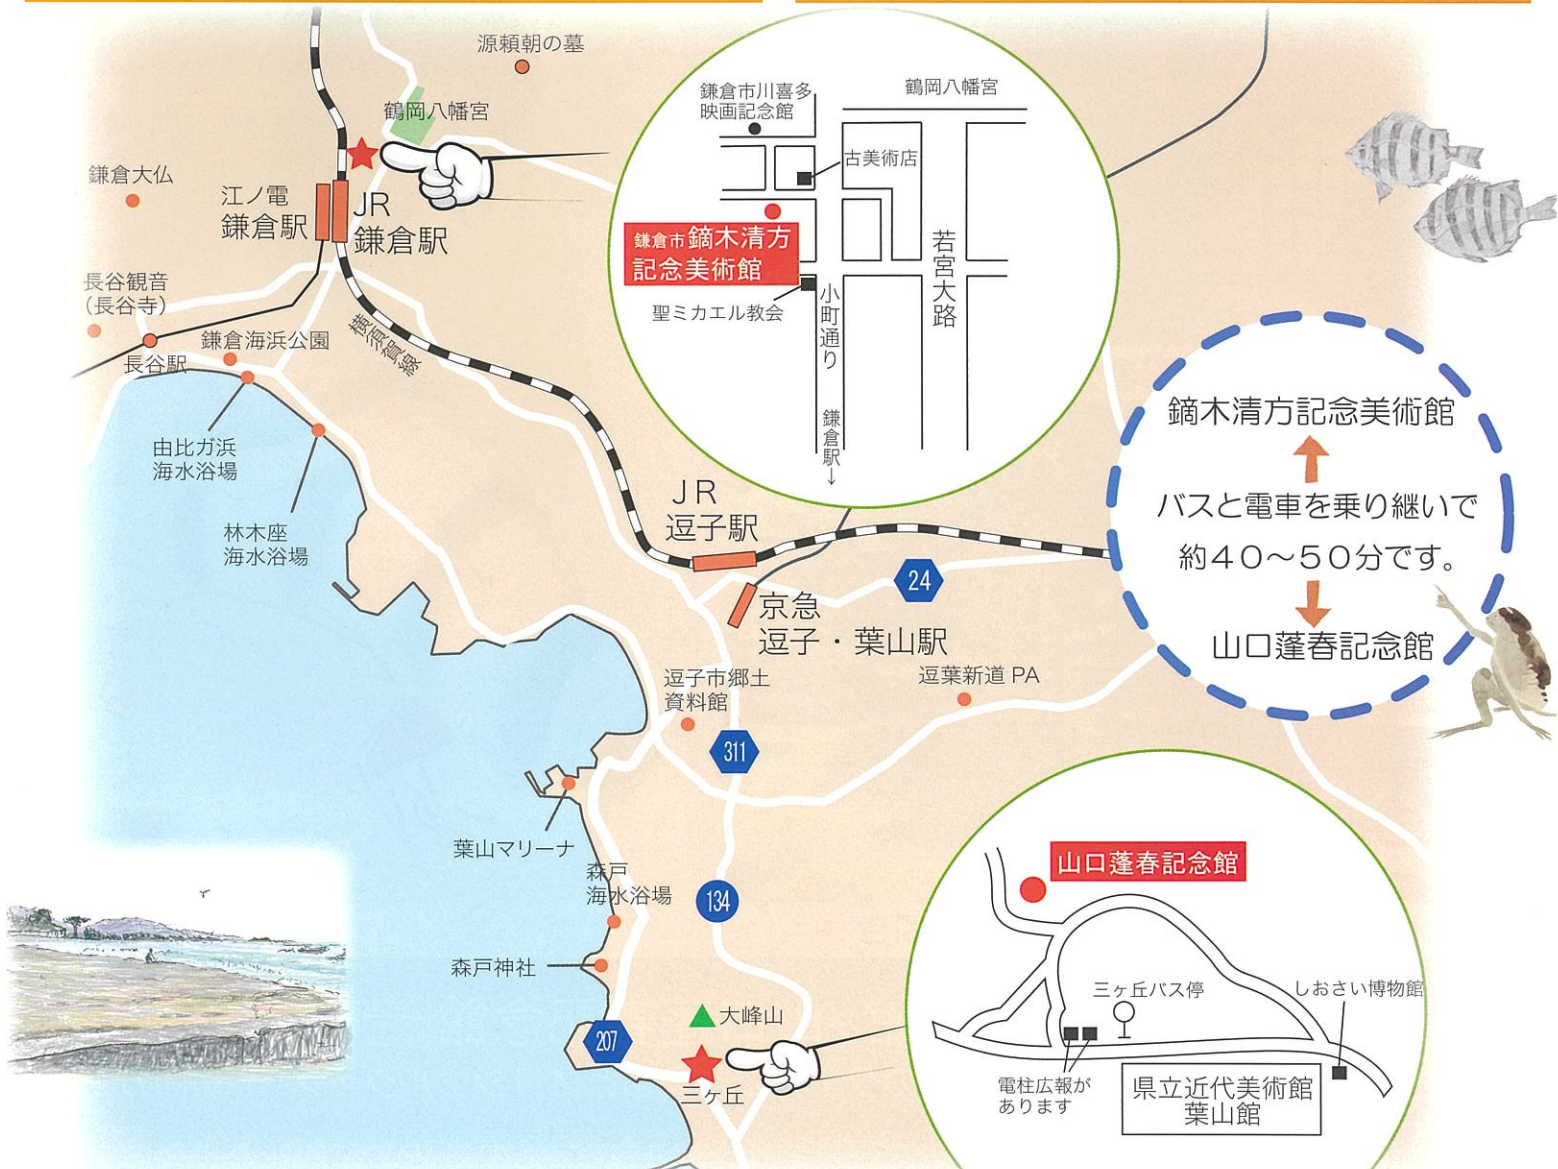 源頼朝の墓
鶴岡八幡宮
鎌倉大仏
江ノ電
鎌倉駅
JR
鎌倉駅
長谷観音
(長谷寺)
長谷駅
鎌倉海浜公園
横須賀線
由比ガ浜
海水浴場
林木座
海水浴場
鎌倉市川喜多
映画記念館
鶴岡八幡宮
古美術店
鎌倉市 鏑木清方
記念美術館
聖ミカエル教会
小町通り
若宮大路
鎌倉駅→
鏑木清方記念美術館
バスと電車を乗り継いで
約40〜50分です。
山口蓬春記念館
JR
逗子駅
24
京急
逗子・葉山駅
逗子市郷土
資料館
逗葉新道 PA
311
葉山マリーナ
森戸
海水浴場
134
森戸神社
大峰山
207
三ヶ丘
山口蓬春記念館
三ヶ丘バス停
しおさい博物館
電柱広報が
あります
県立近代美術館
葉山館